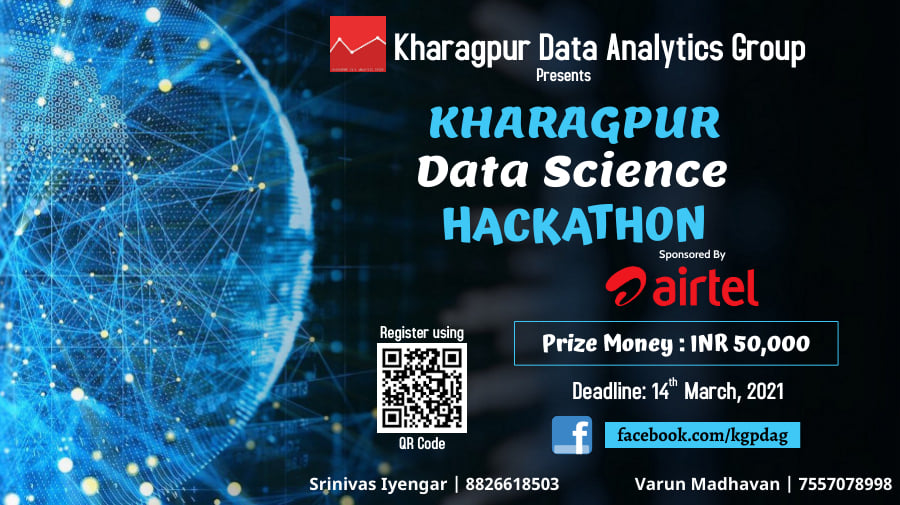 Kharagpur Data Analytics Group
Presents
KHARAGPUR
Data Science
HACKATHON
Sponsored By
airtel
Prize Money : INR 50,000
Register using
QR Code
Deadline: 14th March, 2021
facebook.com/kgpdag
Srinivas Iyengar | 8826618503
Varun Madhavan | 7557078998